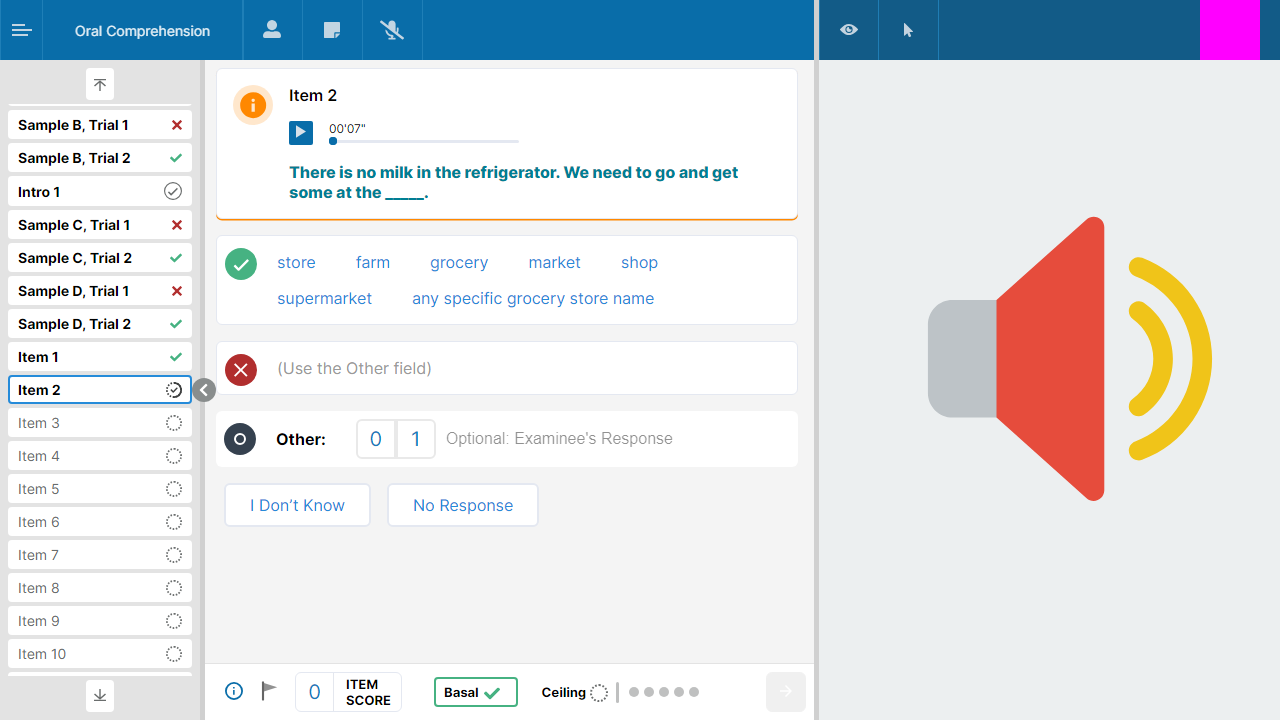 Oral Comprehension
Sample B, Trial 1
Sample B, Trial 2
Intro 1
Sample C, Trial 1
Sample C, Trial 2
Sample D, Trial 1
Sample D, Trial 2
Item 1
Item 2
Item 3
Item 4
Item 5
Item 6
Item 7
Item 8
Item 9
Item 10
Item 2
00'07"
There is no milk in the refrigerator. We need to go and get
some at the _____.
store farm grocery market shop
supermarket any specific grocery store name
(Use the Other field)
Other: 0 1 Optional: Examinee's Response
I Don’t Know No Response
0 ITEM
SCORE
Basal Ceiling